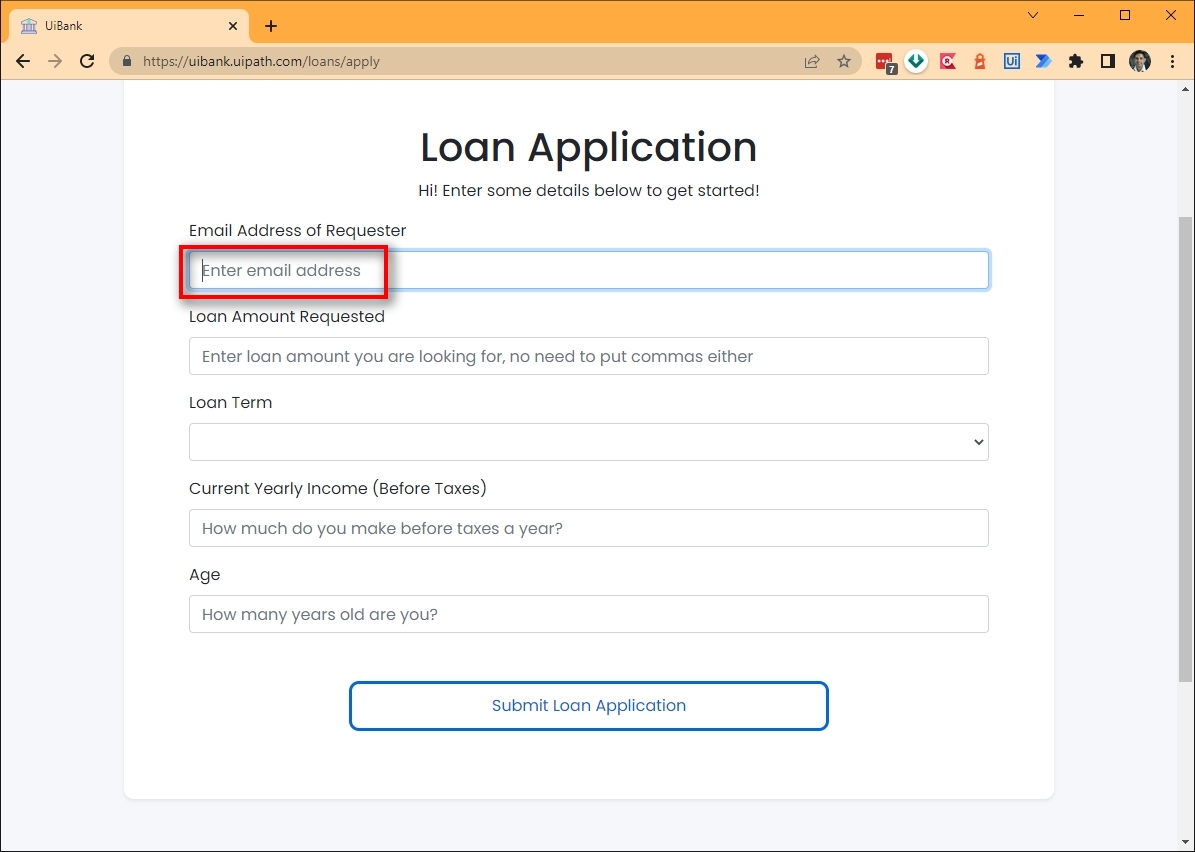 UiBank
https://uibank.uipath.com/loans/apply
7
Ui
Loan Application
Hi! Enter some details below to get started!
Email Address of Requester
Enter email address
Loan Amount Requested
Enter loan amount you are looking for, no need to put commas either
Loan Term
Current Yearly Income (Before Taxes)
How much do you make before taxes a year?
Age
How many years old are you?
Submit Loan Application